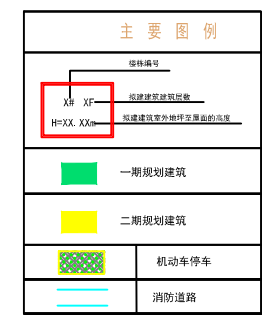 主要图例
楼栋编号
X# XF
拟建建筑建筑层数
H=XX.XXm
拟建建筑室外地坪至屋面的高度
一期规划建筑
二期规划建筑
机动车停车
消防道路